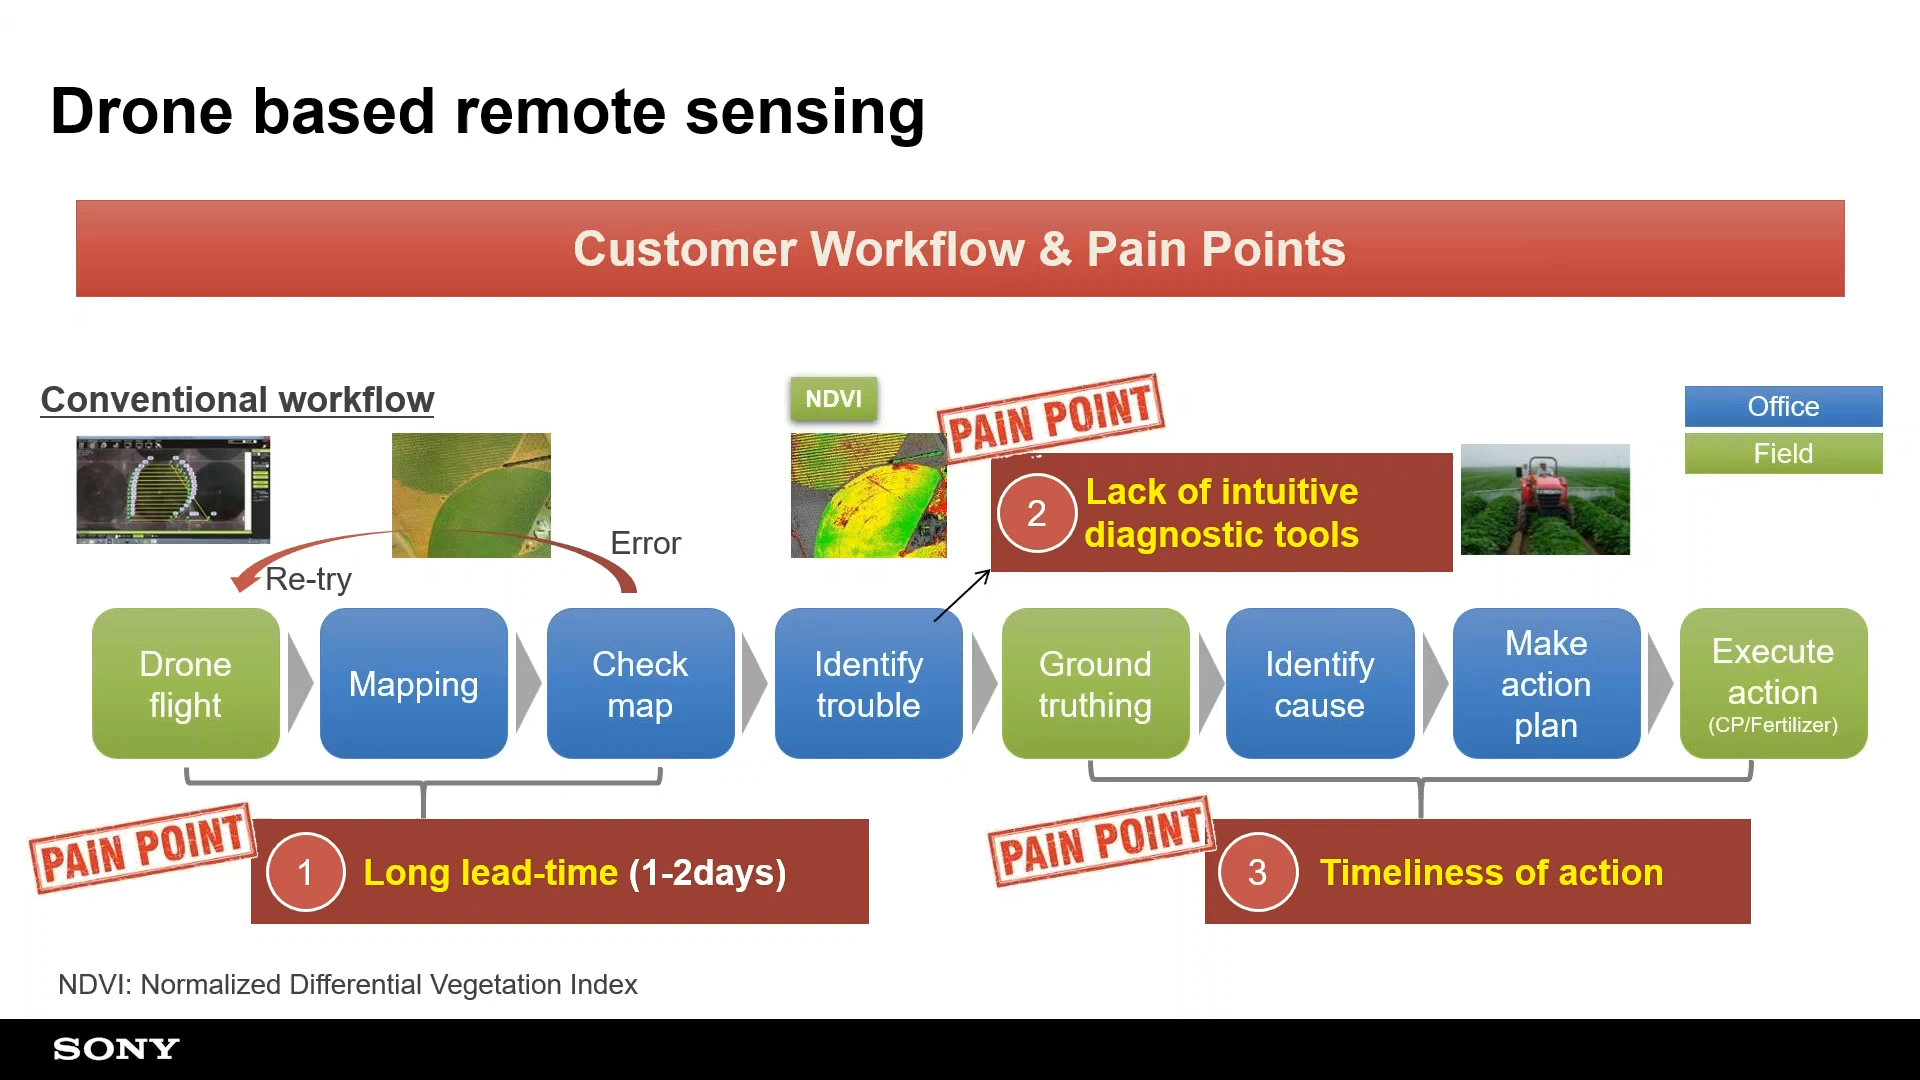 Drone based remote sensing
Customer Workflow & Pain Points
Conventional workflow
NDVI
PAIN POINT
Office
Field
2
Lack of intuitive
diagnostic tools
Error
Re-try
Drone
flight
Mapping
Check
map
Identify
trouble
Ground
truthing
Identify
cause
Make
action
plan
Execute
action
(CP/Fertilizer)
PAIN POINT
1
Long lead-time (1-2days)
PAIN POINT
3
Timeliness of action
NDVI: Normalized Differential Vegetation Index
SONY